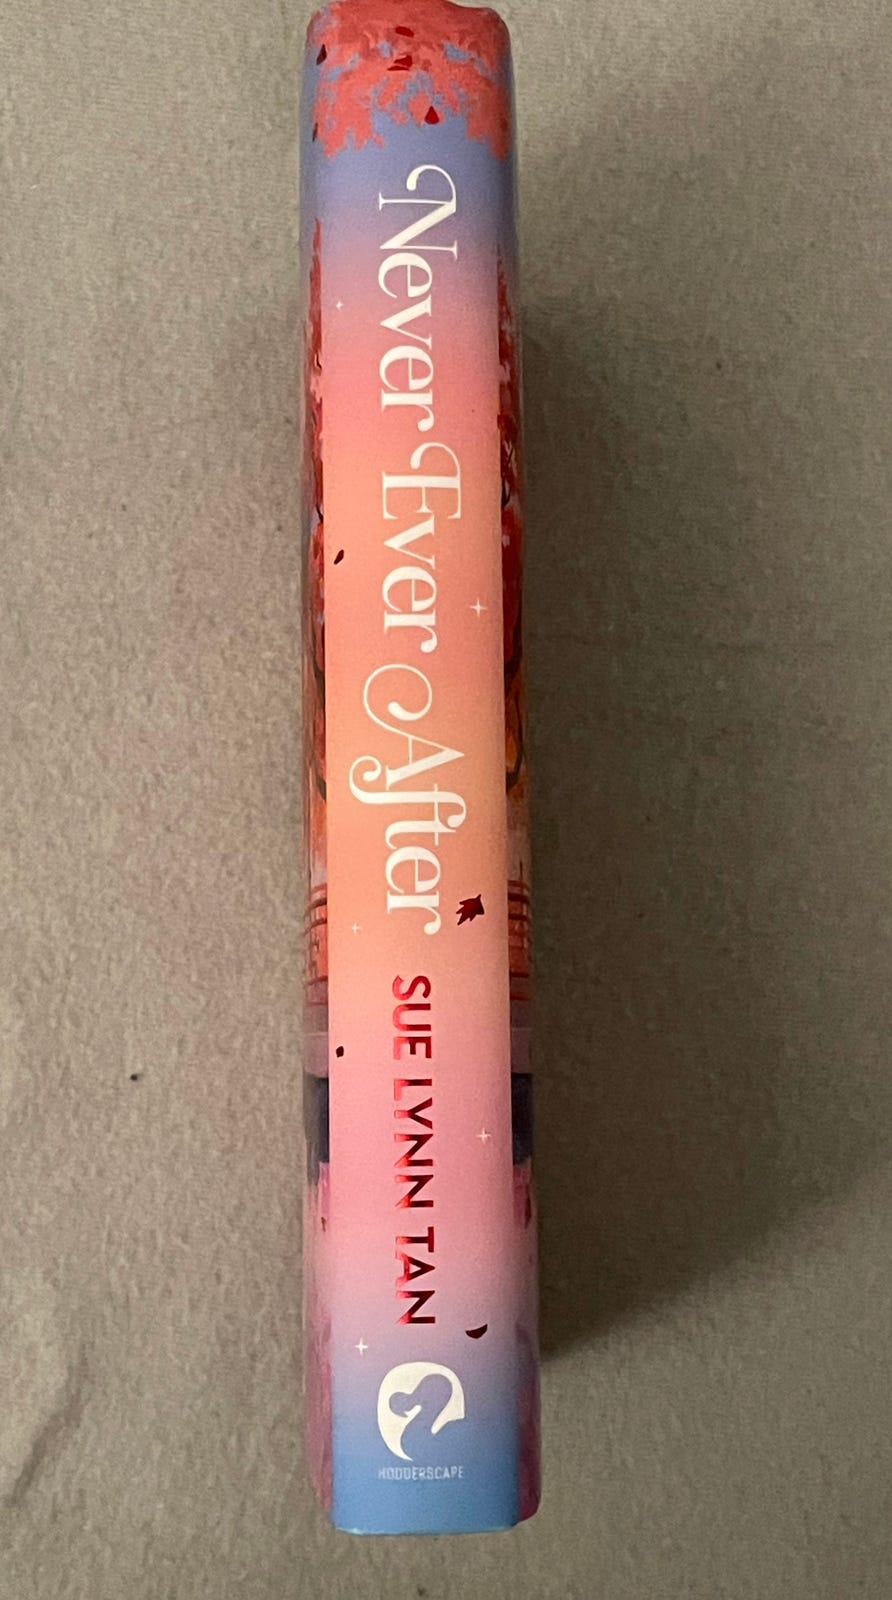 Never Ever After
SUE LYNN TAN
HODDERSCAPE